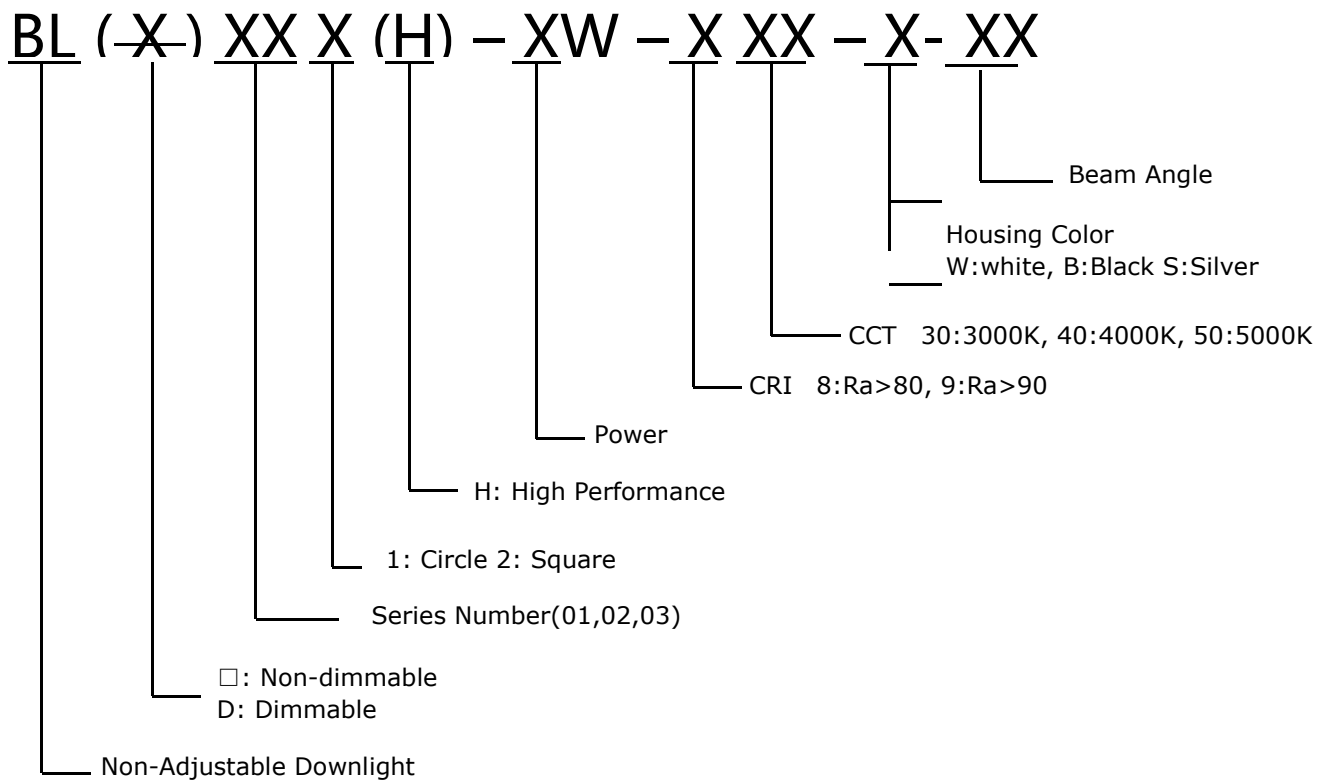 BL (X) XX X (H) – XW – X XX – X- XX
Beam Angle
Housing Color
W:white, B:Black S:Silver
CCT 30:3000K, 40:4000K, 50:5000K
CRI 8:Ra>80, 9:Ra>90
Power
H: High Performance
1: Circle 2: Square
Series Number(01,02,03)
□: Non-dimmable
D: Dimmable
Non-Adjustable Downlight